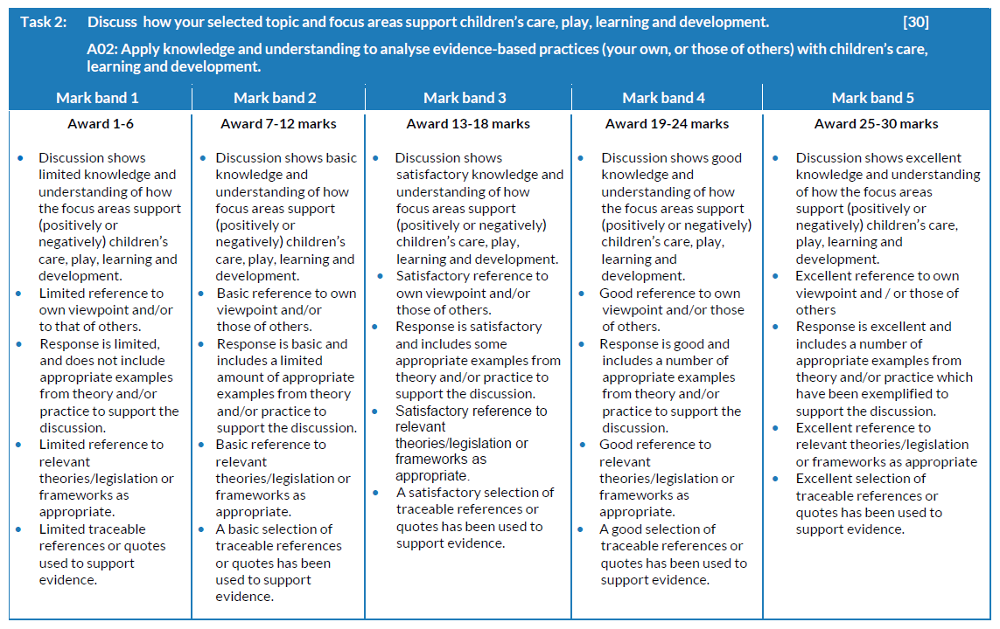 Task 2: Discuss how your selected topic and focus areas support children’s care, play, learning and development. [30]
A02: Apply knowledge and understanding to analyse evidence-based practices (your own, or those of others) with children’s care,
learning and development.
Mark band 1
Mark band 2
Mark band 3
Mark band 4
Mark band 5
Award 1-6
• Discussion shows
limited knowledge and
understanding of how
the focus areas support
(positively or
negatively) children’s
care, play, learning and
development.
• Limited reference to
own viewpoint and/or
to that of others.
• Response is limited,
and does not include
appropriate examples
from theory and/or
practice to support the
discussion.
• Limited reference to
relevant
theories/legislation or
frameworks as
appropriate.
• Limited traceable
references or quotes
used to support
evidence.
Award 7-12 marks
• Discussion shows basic
knowledge and
understanding of how
focus areas support
(positively or
negatively) children’s
care, play, learning and
development.
• Basic reference to own
viewpoint and/or
those of others.
• Response is basic and
includes a limited
amount of appropriate
examples from theory
and/or practice to
support the discussion.
• Basic reference to
relevant
theories/legislation or
frameworks as
appropriate.
• A basic selection of
traceable references
or quotes has been
used to support
evidence.
Award 13-18 marks
• Discussion shows
satisfactory knowledge and
understanding of how
focus areas support
(positively or negatively)
children’s care, play,
learning and development.
• Satisfactory reference to
own viewpoint and/or
those of others.
• Response is satisfactory
and includes some
appropriate examples from
theory and/or practice to
support the discussion.
• Satisfactory reference to
relevant
theories/legislation or
frameworks as
appropriate.
• A satisfactory selection of
traceable references or
quotes has been used to
support evidence.
Award 19-24 marks
• Discussion shows good
knowledge and
understanding of how
the focus areas support
(positively or negatively)
children’s care, play,
learning and
development.
• Good reference to own
viewpoint and/or those
of others.
• Response is good and
includes a number of
appropriate examples
from theory and/or
practice to support the
discussion.
• Good reference to
relevant
theories/legislation or
frameworks as
appropriate.
• A good selection of
traceable references or
quotes has been used to
support evidence.
Award 25-30 marks
• Discussion shows excellent
knowledge and understanding
of how the focus areas
support (positively or
negatively) children’s care,
play, learning and
development.
• Excellent reference to own
viewpoint and / or those of
others
• Response is excellent and
includes a number of
appropriate examples from
theory and/or practice which
have been exemplified to
support the discussion.
• Excellent reference to
relevant theories/legislation
or frameworks as appropriate
• Excellent selection of
traceable references or
quotes has been used to
support evidence.